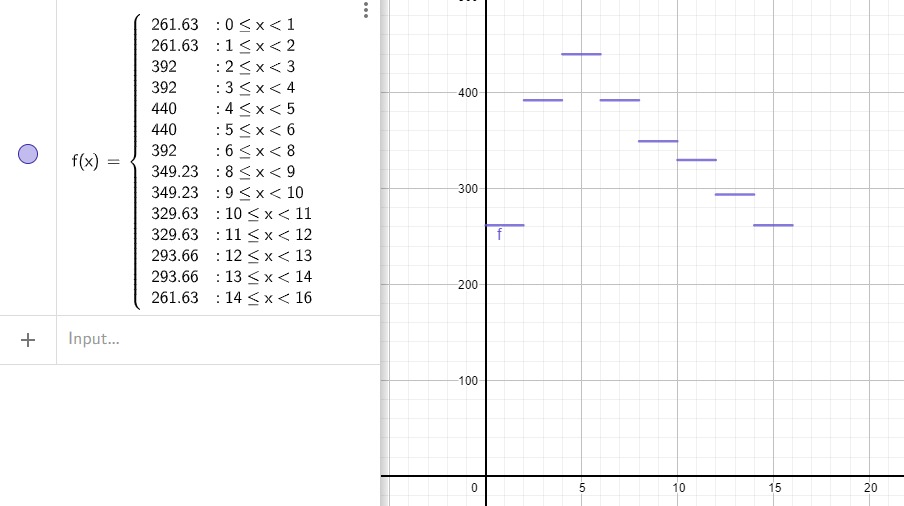 261.63 : 0 ≤ x < 1
261.63 : 1 ≤ x < 2
392 : 2 ≤ x < 3
392 : 3 ≤ x < 4
440 : 4 ≤ x < 5
440 : 5 ≤ x < 6
392 : 6 ≤ x < 8
f(x) =
349.23 : 8 ≤ x < 9
349.23 : 9 ≤ x < 10
329.63 : 10 ≤ x < 11
329.63 : 11 ≤ x < 12
293.66 : 12 ≤ x < 13
293.66 : 13 ≤ x < 14
261.63 : 14 ≤ x < 16
+ Input...
400
300
f
200
100
0 5 10 15 20